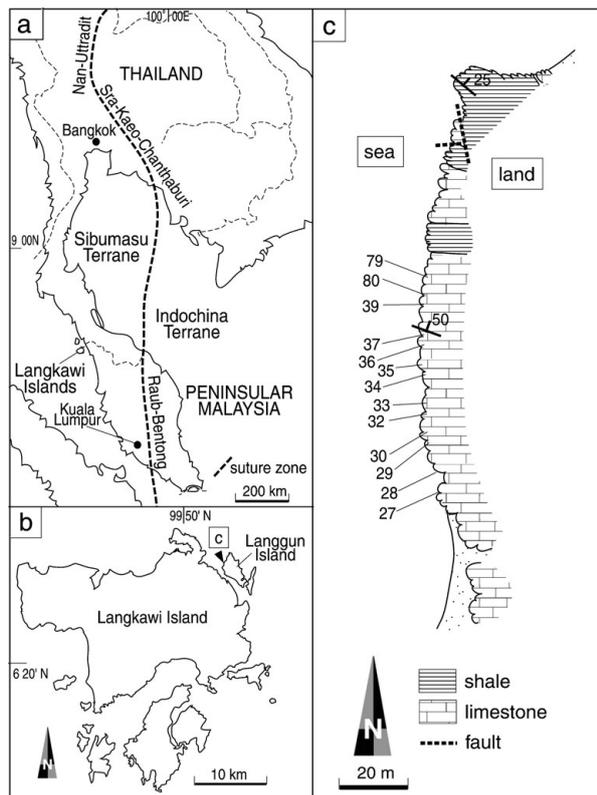 a
100° 00E
THAILAND
Nan-Uttradit
Sra-Kaeo-Chanthaburi
Bangkok
9 00N
Sibumasu
Terrane
Indochina
Terrane
Langkawi
Islands
Kuala
Lumpur
PENINSULAR
MALAYSIA
Raub-Bentong
suture zone
200 km
b
99° 50' N
c
Langgun
Island
Langkawi Island
6 20' N
N
10 km
c
25
sea
land
79
80
39
50
37
36
35
34
33
32
30
29
28
27
N
shale
limestone
fault
20 m